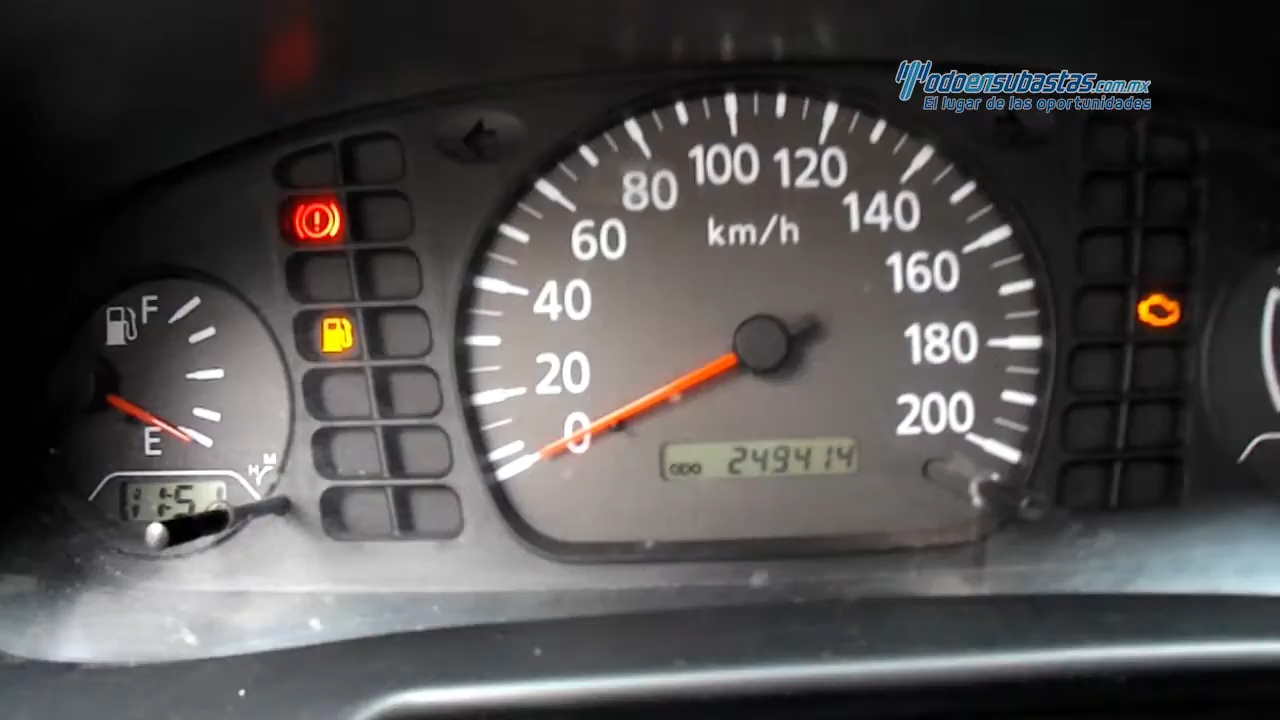 Todoensubastas.com.mx
El lugar de las oportunidades
0
20
40
60
80
100
120
140
160
180
200
km/h
F
E
H
M
ODO 249414